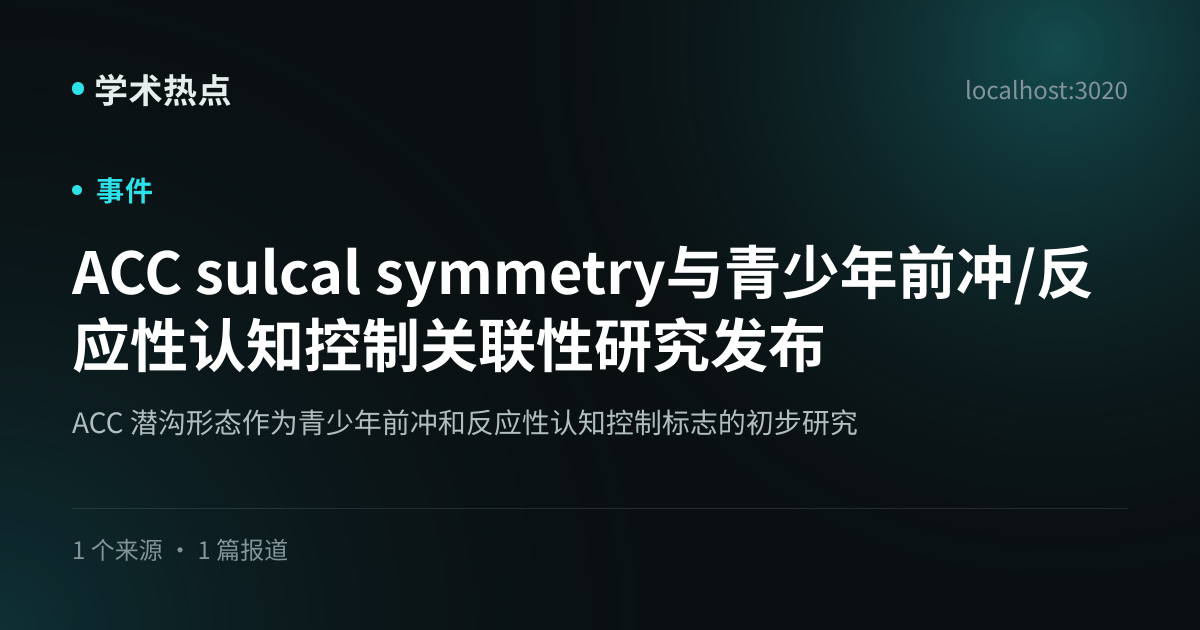 学术热点
localhost:3020
事件
ACC sulcal symmetry与青少年前冲/反
应性认知控制关联性研究发布
ACC 潜沟形态作为青少年前冲和反应性认知控制标志的初步研究
1 个来源 · 1 篇报道